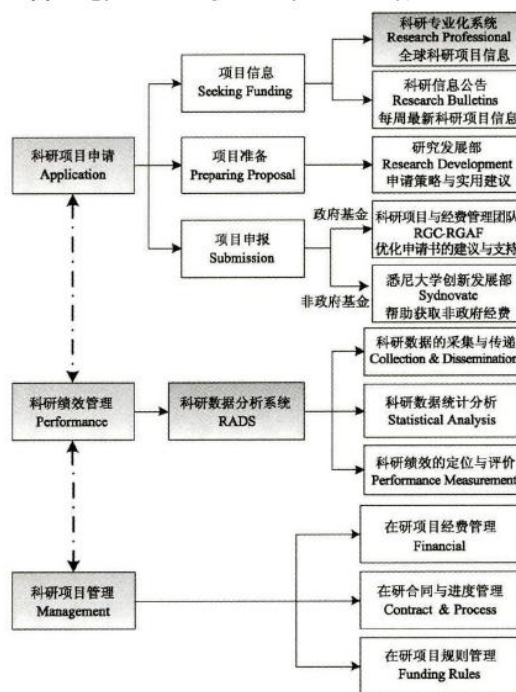 科研专业化系统
Research Professional
全球科研项目信息
项目信息
Seeking Funding
科研信息公告
Research Bulletins
每周最新科研项目信息
科研项目申请
Application
项目准备
Preparing Proposal
研究发展部
Research Development
申请策略与实用建议
项目申报
Submission
政府基金
科研项目与经费管理团队
RGC-RGAF
优化申请书的建议与支持
非政府基金
悉尼大学创新发展部
Sydnovate
帮助获取非政府经费
科研绩效管理
Performance
科研数据分析系统
RADS
科研数据的采集与传递
Collection & Dissemination
科研数据统计分析
Statistical Analysis
科研绩效的定位与评价
Performance Measurement
科研项目管理
Management
在研项目经费管理
Financial
在研合同与进度管理
Contract & Process
在研项目规则管理
Funding Rules